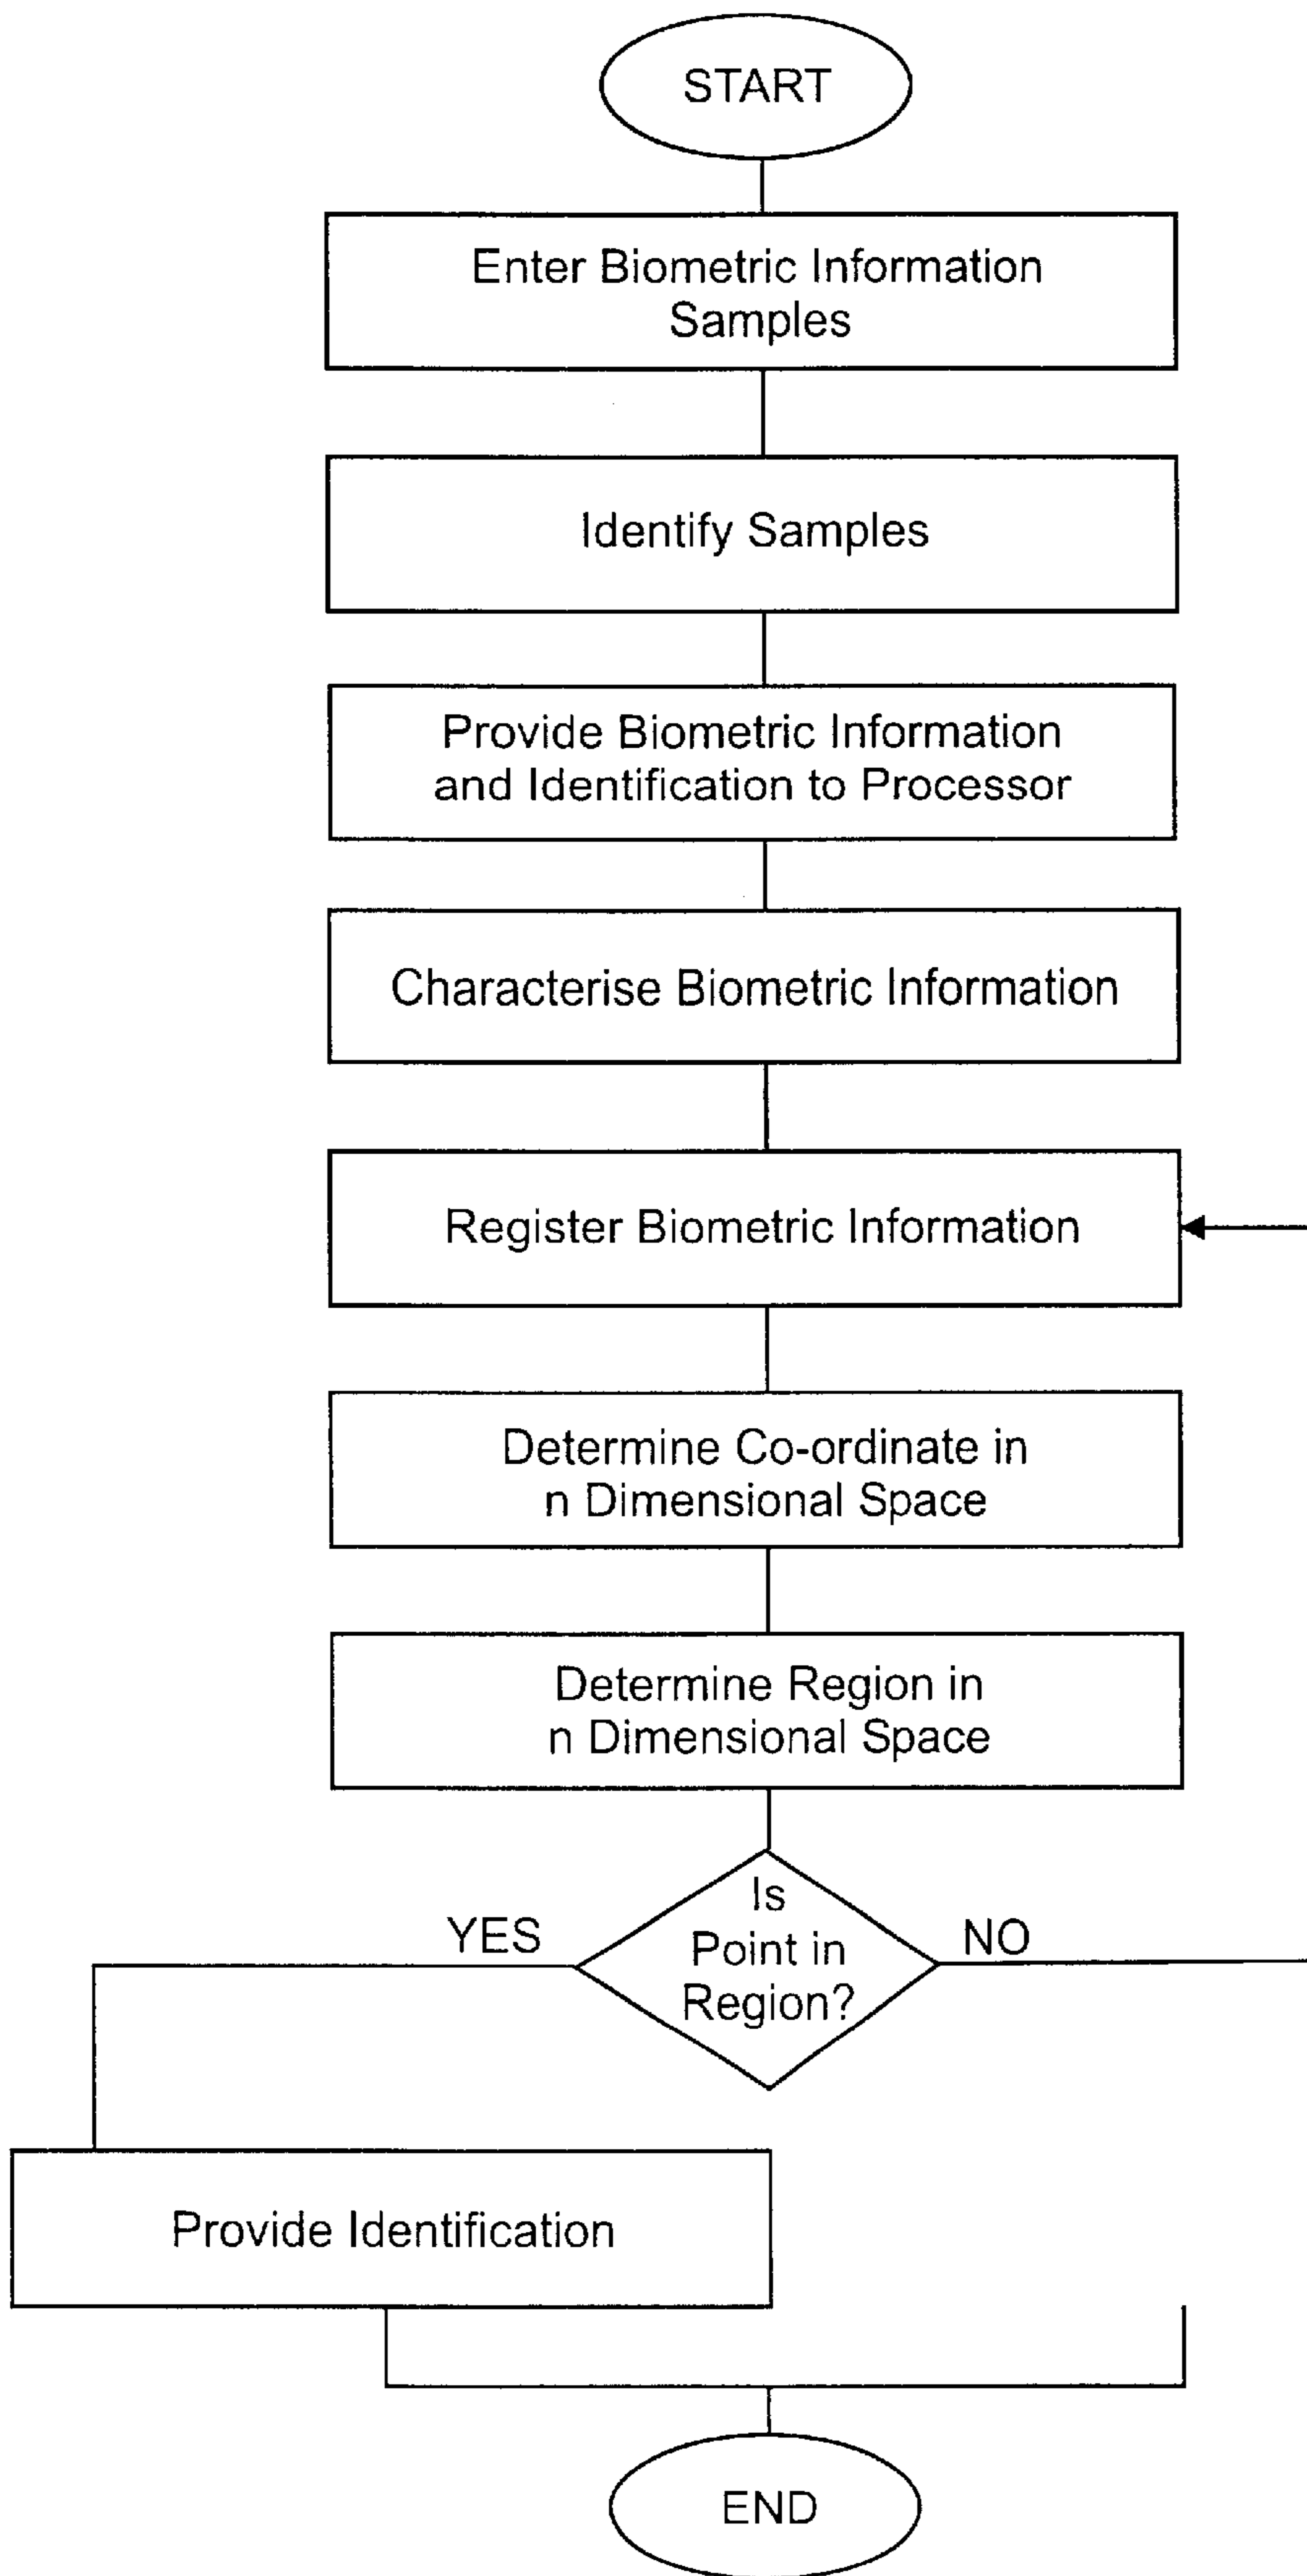 START
Enter Biometric Information
Samples
Identify Samples
Provide Biometric Information
and Identification to Processor
Characterise Biometric Information
Register Biometric Information
Determine Co-ordinate in
n Dimensional Space
Determine Region in
n Dimensional Space
Is
Point in
Region?
YES
NO
Provide Identification
END